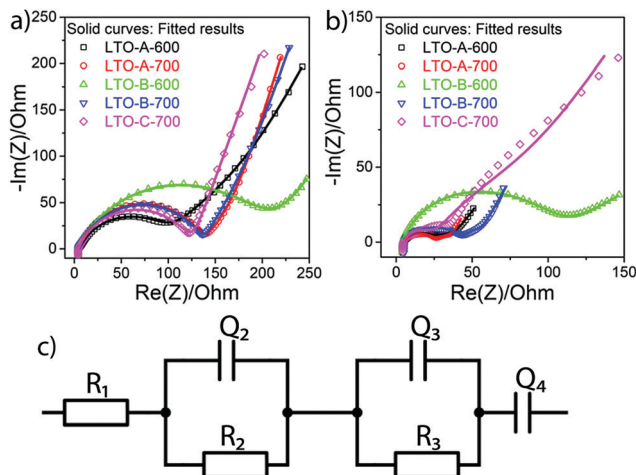 a)
Solid curves: Fitted results
LTO-A-600
LTO-A-700
LTO-B-600
LTO-B-700
LTO-C-700
-Im(Z)/Ohm
250
200
150
100
50
0
0 50 100 150 200 250
Re(Z)/Ohm
b)
Solid curves: Fitted results
LTO-A-600
LTO-A-700
LTO-B-600
LTO-B-700
LTO-C-700
-Im(Z)/Ohm
150
100
50
0
0 50 100 150
Re(Z)/Ohm
c)
R1
Q2
R2
Q3
R3
Q4